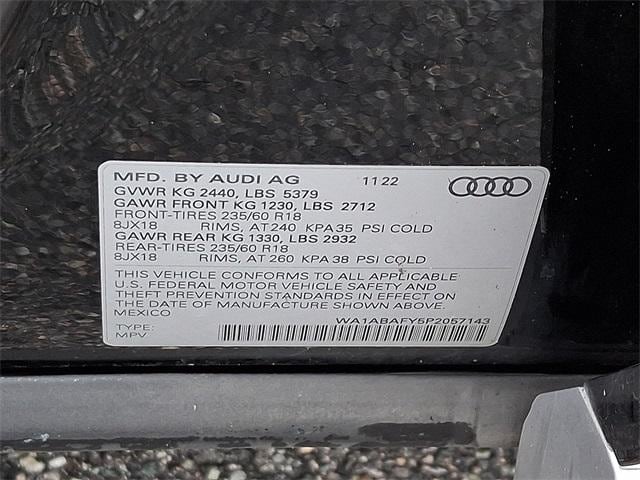 MFD. BY AUDI AG 11 22
GVWR KG 2440, LBS 5379
GAWR FRONT KG 1230, LBS 2712
FRONT-TIRES 235/60 R18
8JX18 RIMS, AT 240 KPA 35 PSI COLD
GAWR REAR KG 1330, LBS 2932
REAR-TIRES 235/60 R18
8JX18 RIMS, AT 260 KPA 38 PSI COLD
THIS VEHICLE CONFORMS TO ALL APPLICABLE
U.S. FEDERAL MOTOR VEHICLE SAFETY AND
THEFT PREVENTION STANDARDS IN EFFECT ON
THE DATE OF MANUFACTURE SHOWN ABOVE.
MEXICO
WA1ABAFY5P2057143
TYPE:
MPV